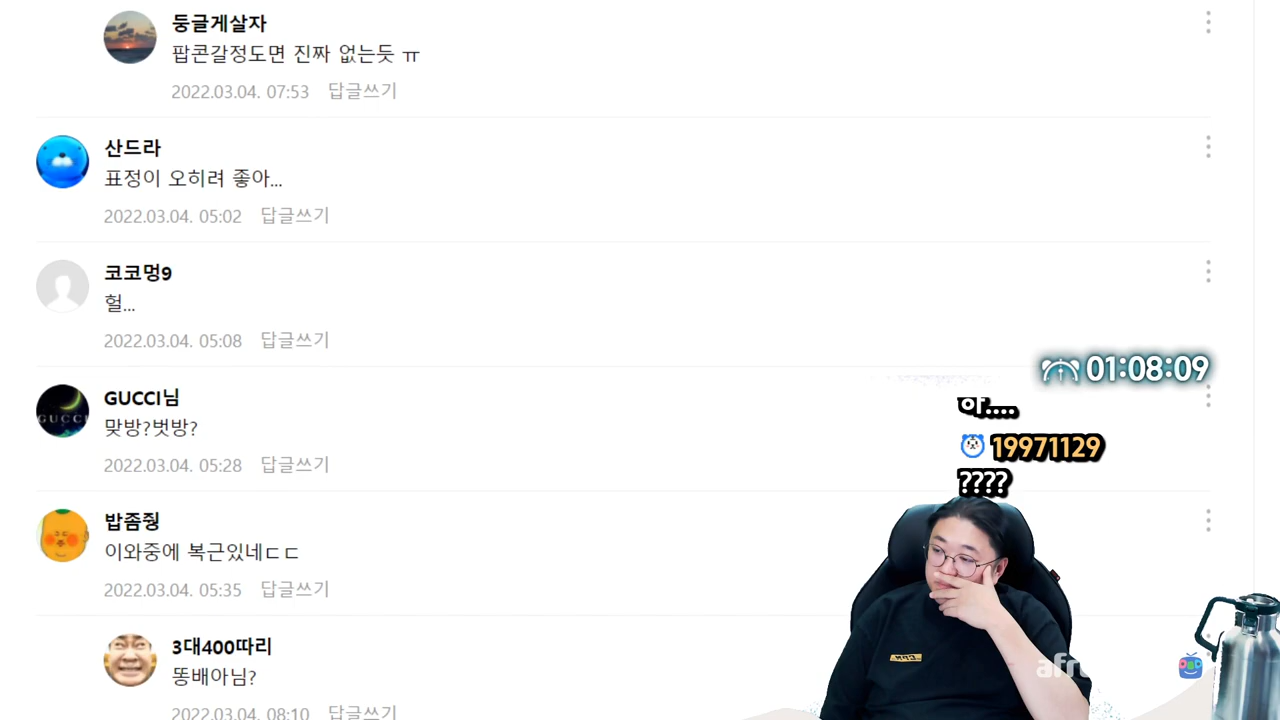 둥글게살자
팝콘갈정도면 진짜 없는듯 ㅠ
2022.03.04. 07:53 답글쓰기
산드라
표정이 오히려 좋아...
2022.03.04. 05:02 답글쓰기
코코멍9
헐...
2022.03.04. 05:08 답글쓰기
GUCCI
GUCCI님
맞방?벗방?
2022.03.04. 05:28 답글쓰기
01:08:09
19971129
????
밥좀줭
이와중에 복근있네ㄷㄷ
2022.03.04. 05:35 답글쓰기
3대400따리
똥배아님?
2022.03.04. 08:10 답글쓰기